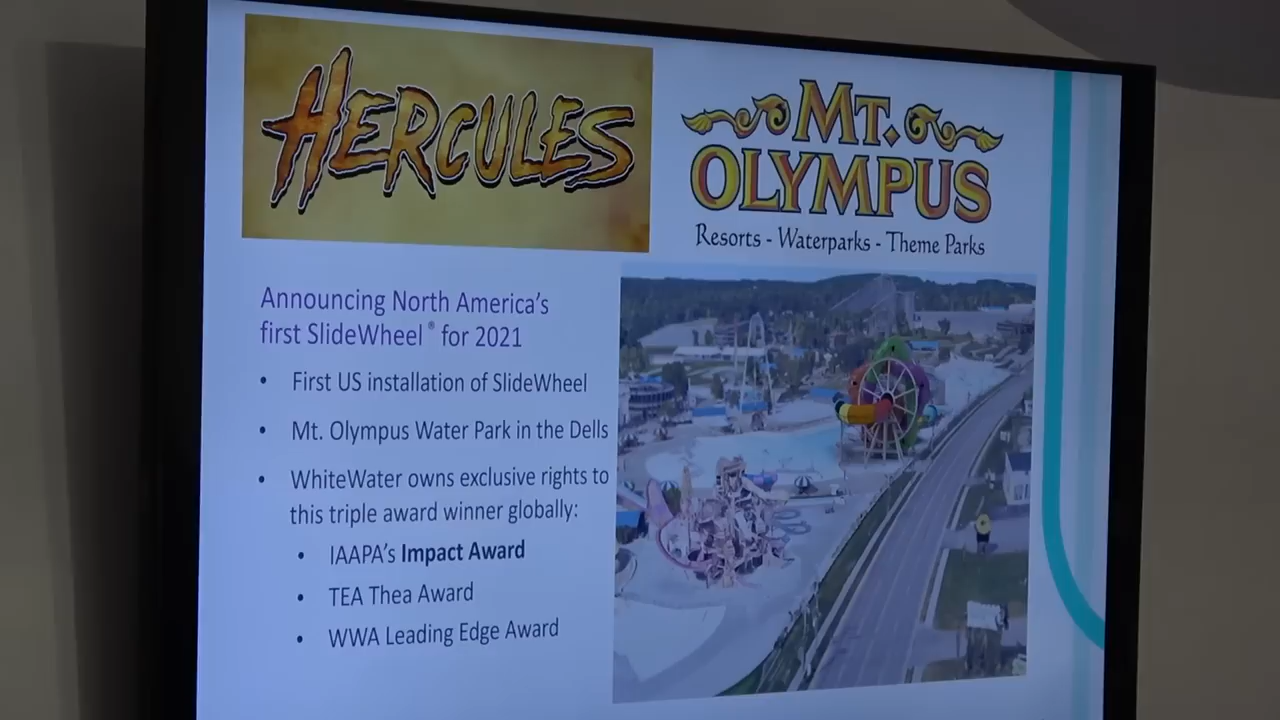 HERCULES
MT.
OLYMPUS
Resorts - Waterparks - Theme Parks
Announcing North America's
first SlideWheel® for 2021
• First US installation of SlideWheel
• Mt. Olympus Water Park in the Dells
• WhiteWater owns exclusive rights to
this triple award winner globally:
• IAAPA's Impact Award
• TEA Thea Award
• WWA Leading Edge Award